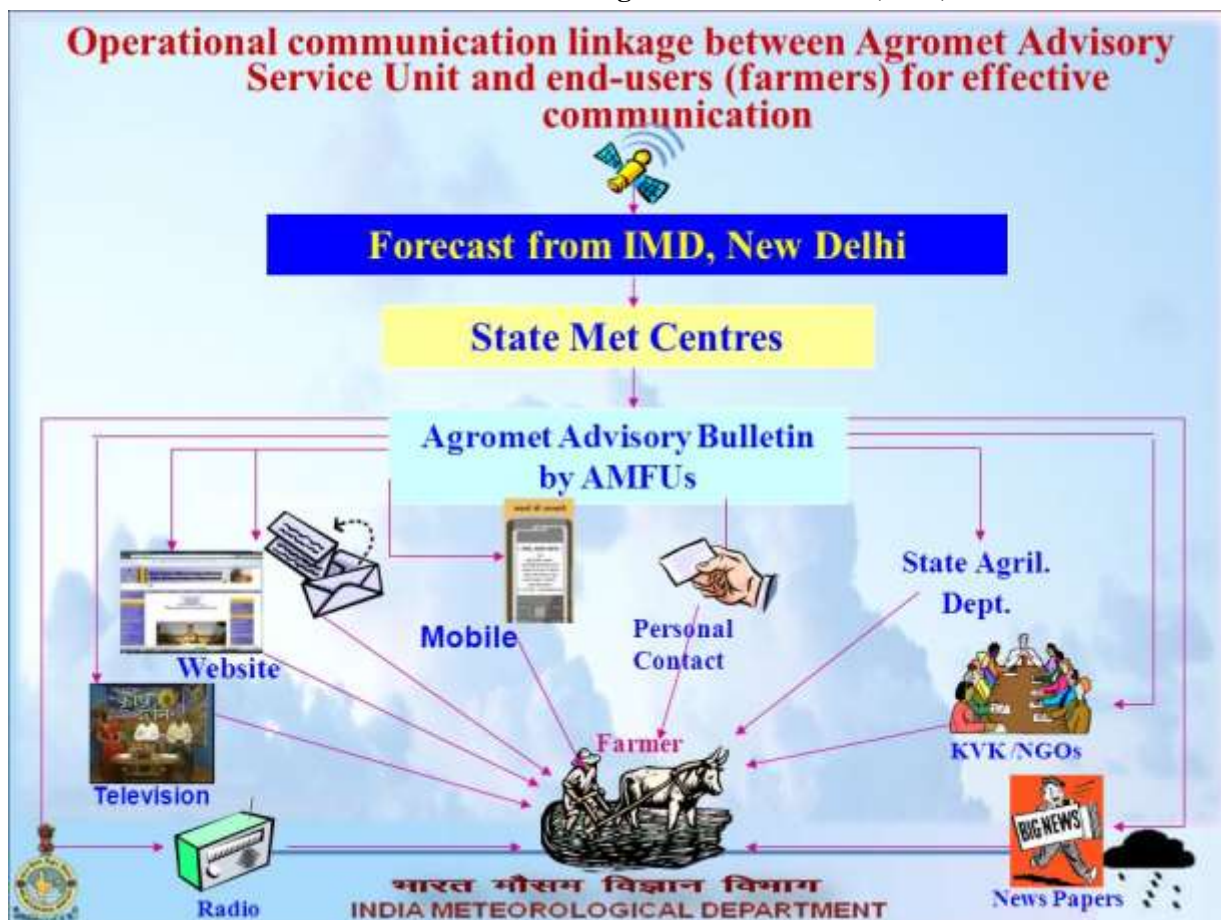 Operational communication linkage between Agromet Advisory
Service Unit and end-users (farmers) for effective
communication
Forecast from IMD, New Delhi
State Met Centres
Agromet Advisory Bulletin
by AMFUs
State Agril.
Dept.
Mobile
Personal
Contact
Website
Farmer
KVK /NGOs
Television
BIG NEWS
Radio
News Papers
भारत मौसम विज्ञान विभाग
INDIA METEOROLOGICAL DEPARTMENT